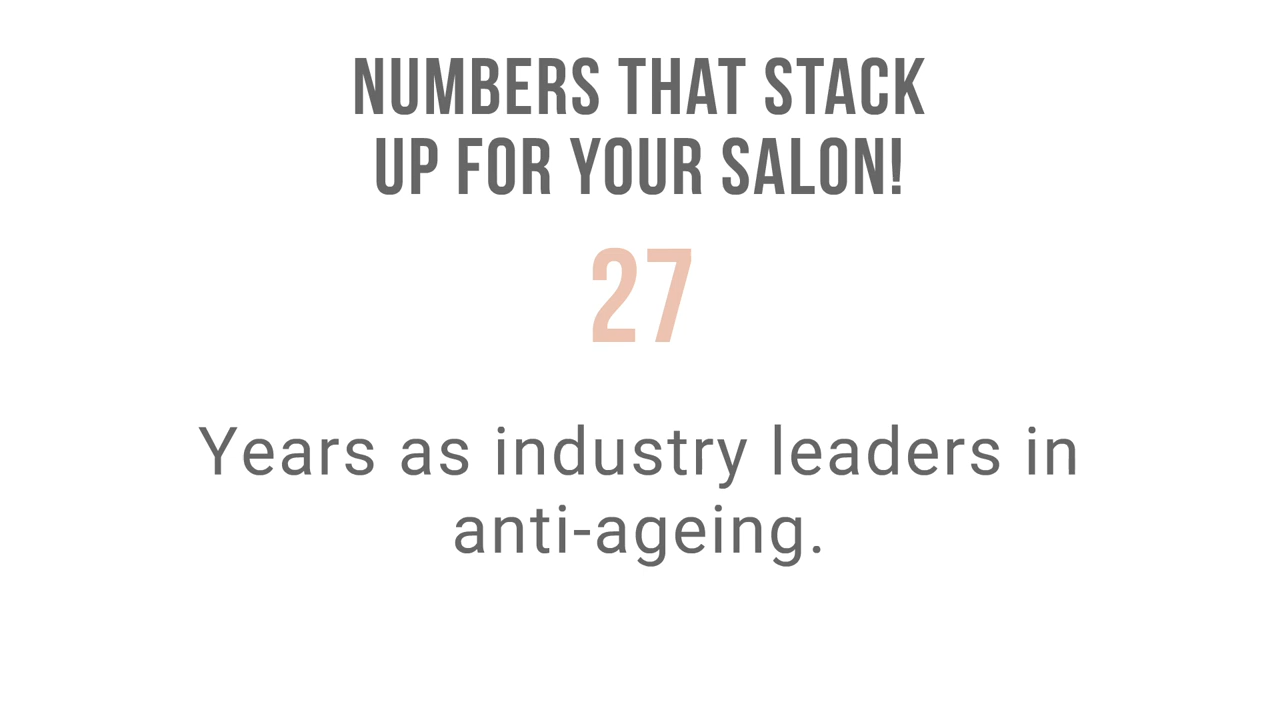 NUMBERS THAT STACK
UP FOR YOUR SALON!
27
Years as industry leaders in
anti-ageing.